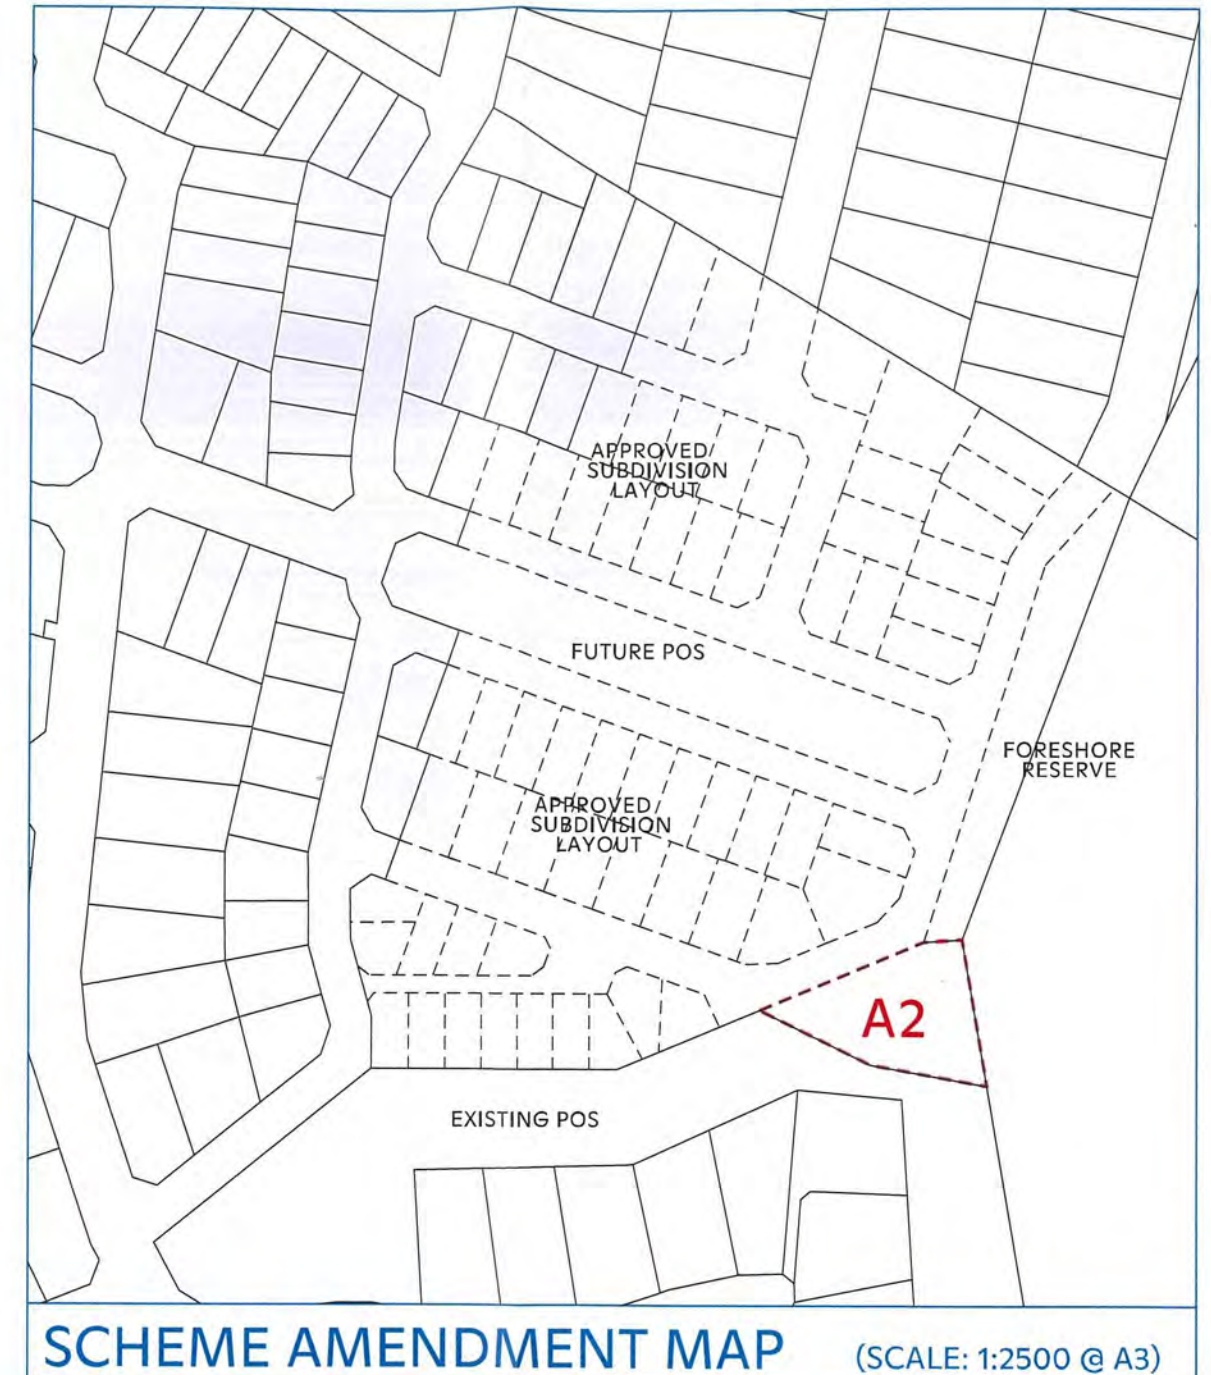 APPROVED
SUBDIVISION
LAYOUT
FUTURE POS
FORESHORE
RESERVE
APPROVED
SUBDIVISION
LAYOUT
A2
EXISTING POS
SCHEME AMENDMENT MAP (SCALE: 1:2500 @ A3)